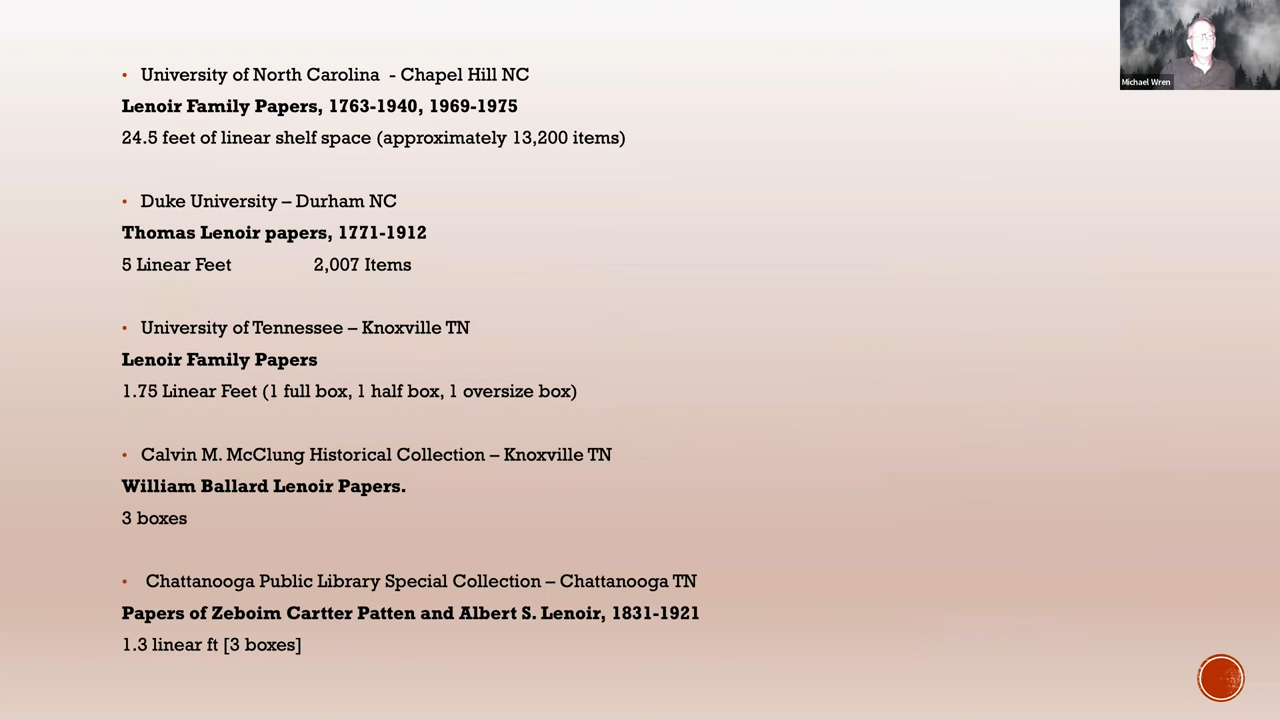 • University of North Carolina - Chapel Hill NC
Lenoir Family Papers, 1763-1940, 1969-1975
24.5 feet of linear shelf space (approximately 13,200 items)
• Duke University – Durham NC
Thomas Lenoir papers, 1771-1912
5 Linear Feet 2,007 Items
• University of Tennessee – Knoxville TN
Lenoir Family Papers
1.75 Linear Feet (1 full box, 1 half box, 1 oversize box)
• Calvin M. McClung Historical Collection – Knoxville TN
William Ballard Lenoir Papers.
3 boxes
• Chattanooga Public Library Special Collection – Chattanooga TN
Papers of Zeboim Cartter Patten and Albert S. Lenoir, 1831-1921
1.3 linear ft [3 boxes]
Michael Wren